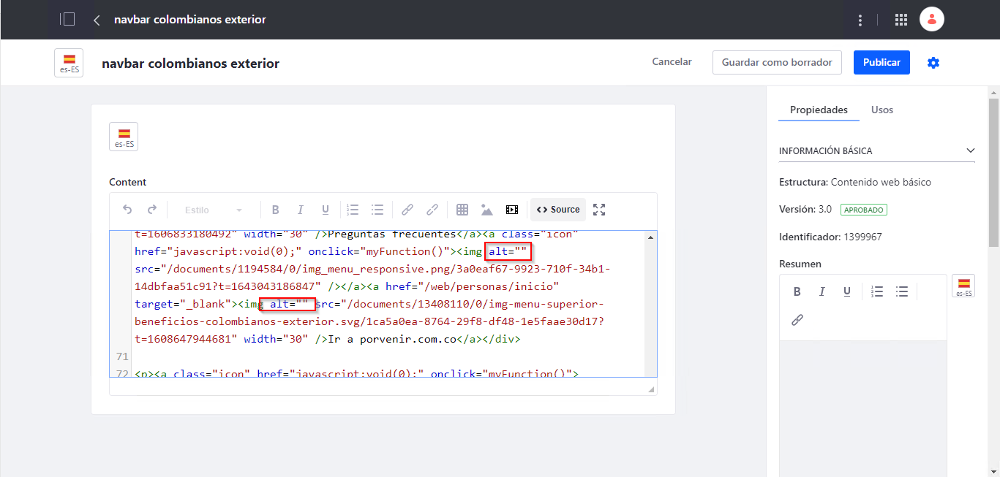 navbar colombianos exterior
es-ES
navbar colombianos exterior
Cancelar
Guardar como borrador
Publicar
Propiedades
Usos
es-ES
INFORMACIÓN BÁSICA
Content
Estructura: Contenido web básico
Estilo
B I U
Source
Versión: 3.0 APROBADO
t=1606833180492" width="30" />Preguntas frecuentes</a><a class="icon"
href="javascript:void(0);" onclick="myFunction()"><img alt=""
src="/documents/1194584/0/img_menu_responsive.png/3a0eaf67-9923-710f-34b1-
14dbfaa51c91?t=1643043186847" /></a><a href="/web/personas/inicio"
target="_blank"><img alt="" src="/documents/13408110/0/img-menu-superior-
beneficios-colombianos-exterior.svg/1ca5a0ea-8764-29f8-df48-1e5faae30d17?
t=1608647944681" width="30" />Ir a porvenir.com.co</a></div>
71
72 <p><a class="icon" href="javascript:void(0);" onclick="myFunction()">
Identificador: 1399967
Resumen
B I U
es-ES